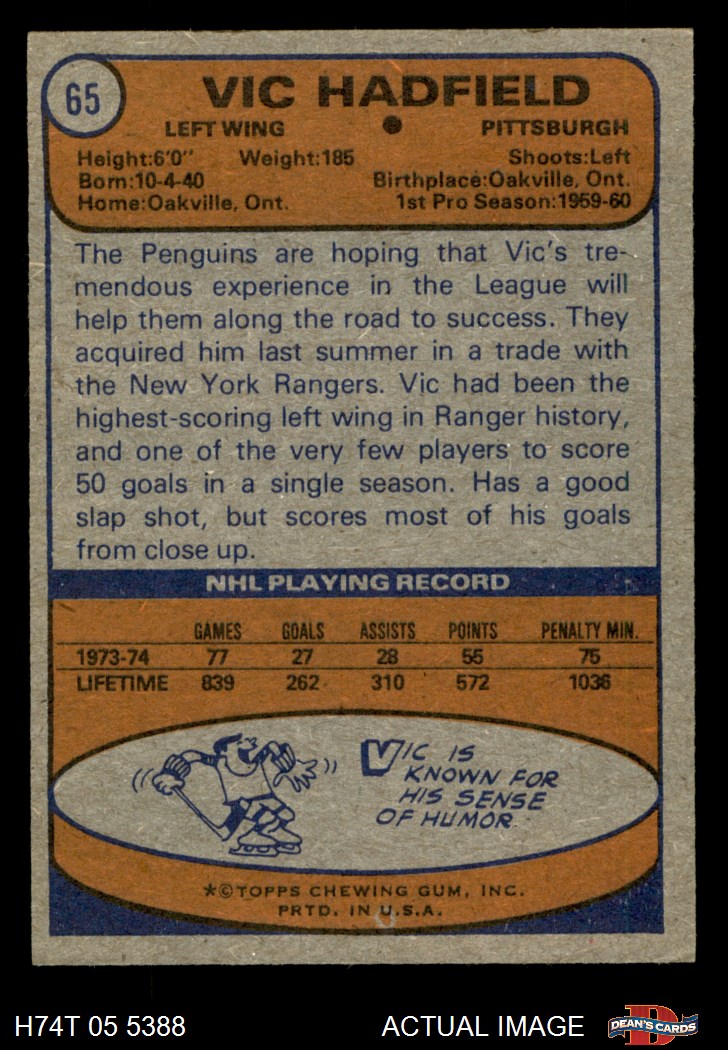 65
VIC HADFIELD
LEFT WING • PITTSBURGH
Height:6'0" Weight:185 Shoots:Left
Born:10-4-40 Birthplace:Oakville, Ont.
Home:Oakville, Ont. 1st Pro Season:1959-60
The Penguins are hoping that Vic's tre-
mendous experience in the League will
help them along the road to success. They
acquired him last summer in a trade with
the New York Rangers. Vic had been the
highest-scoring left wing in Ranger history,
and one of the very few players to score
50 goals in a single season. Has a good
slap shot, but scores most of his goals
from close up.
NHL PLAYING RECORD
GAMES GOALS ASSISTS POINTS PENALTY MIN.
1973-74 77 27 28 55 75
LIFETIME 839 262 310 572 1036
VIC IS
KNOWN FOR
HIS SENSE
OF HUMOR.
*©TOPPS CHEWING GUM, INC.
PRTD. IN U.S.A.
H74T 05 5388 ACTUAL IMAGE
D
DEAN'S CARDS